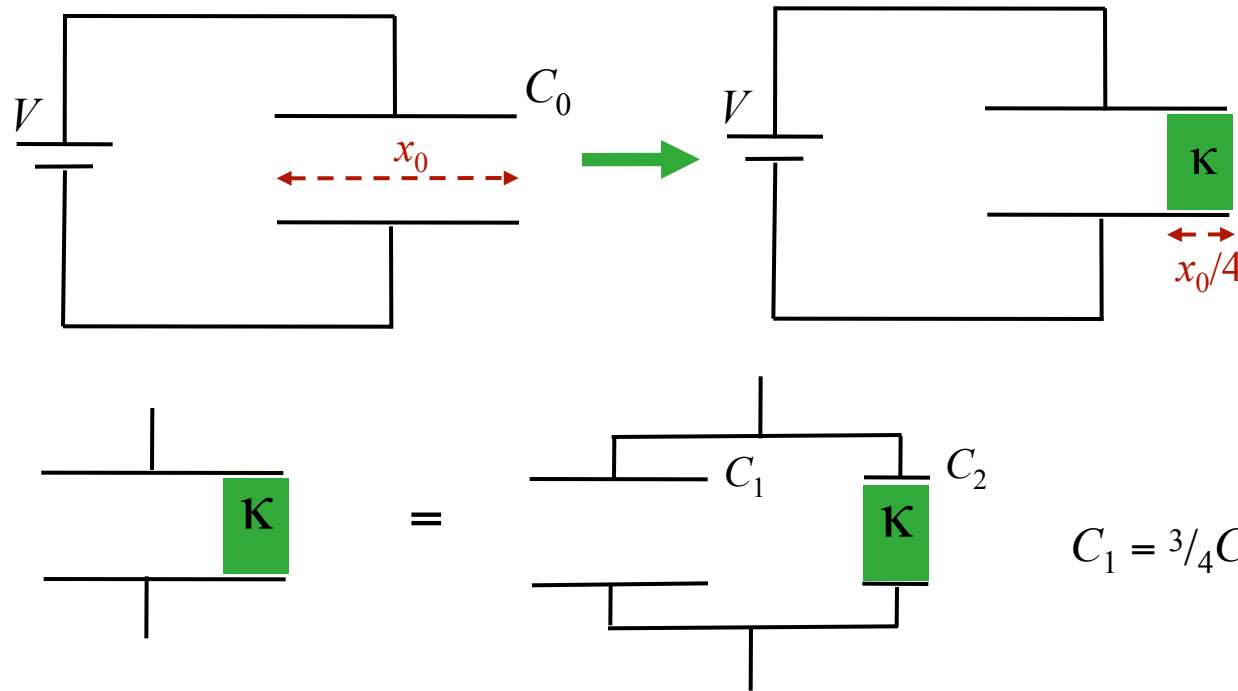 V
C₀
x₀
V
κ
x₀/4
κ
=
C₁
κ
C₂
C₁ = ³/₄C